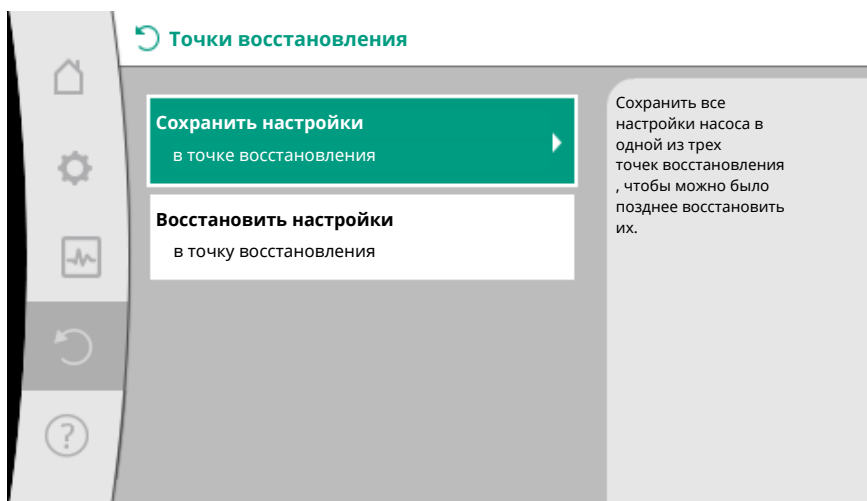 Точки восстановления
Сохранить настройки
в точке восстановления
Восстановить настройки
в точку восстановления
Сохранить все
настройки насоса в
одной из трех
точек восстановления
, чтобы можно было
позднее восстановить
их.
?